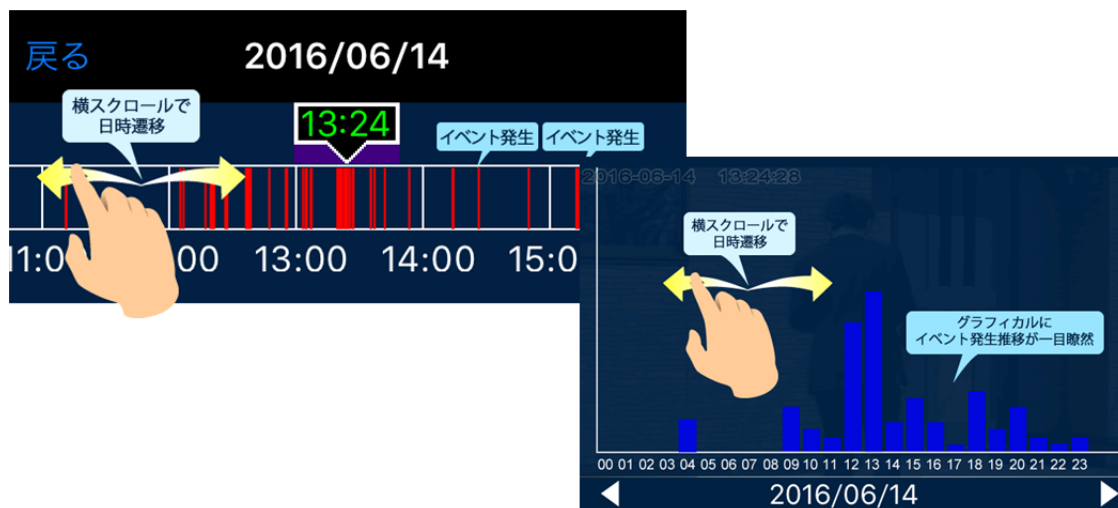 戻る
2016/06/14
横スクロールで
日時遷移
13:24
イベント発生
イベント発生
11:0
00
13:00
14:00
15:0
2016-06-14 13:24:28
横スクロールで
日時遷移
グラフィカルに
イベント発生推移が一目瞭然
00 01 02 03 04 05 06 07 08 09 10 11 12 13 14 15 16 17 18 19 20 21 22 23
2016/06/14